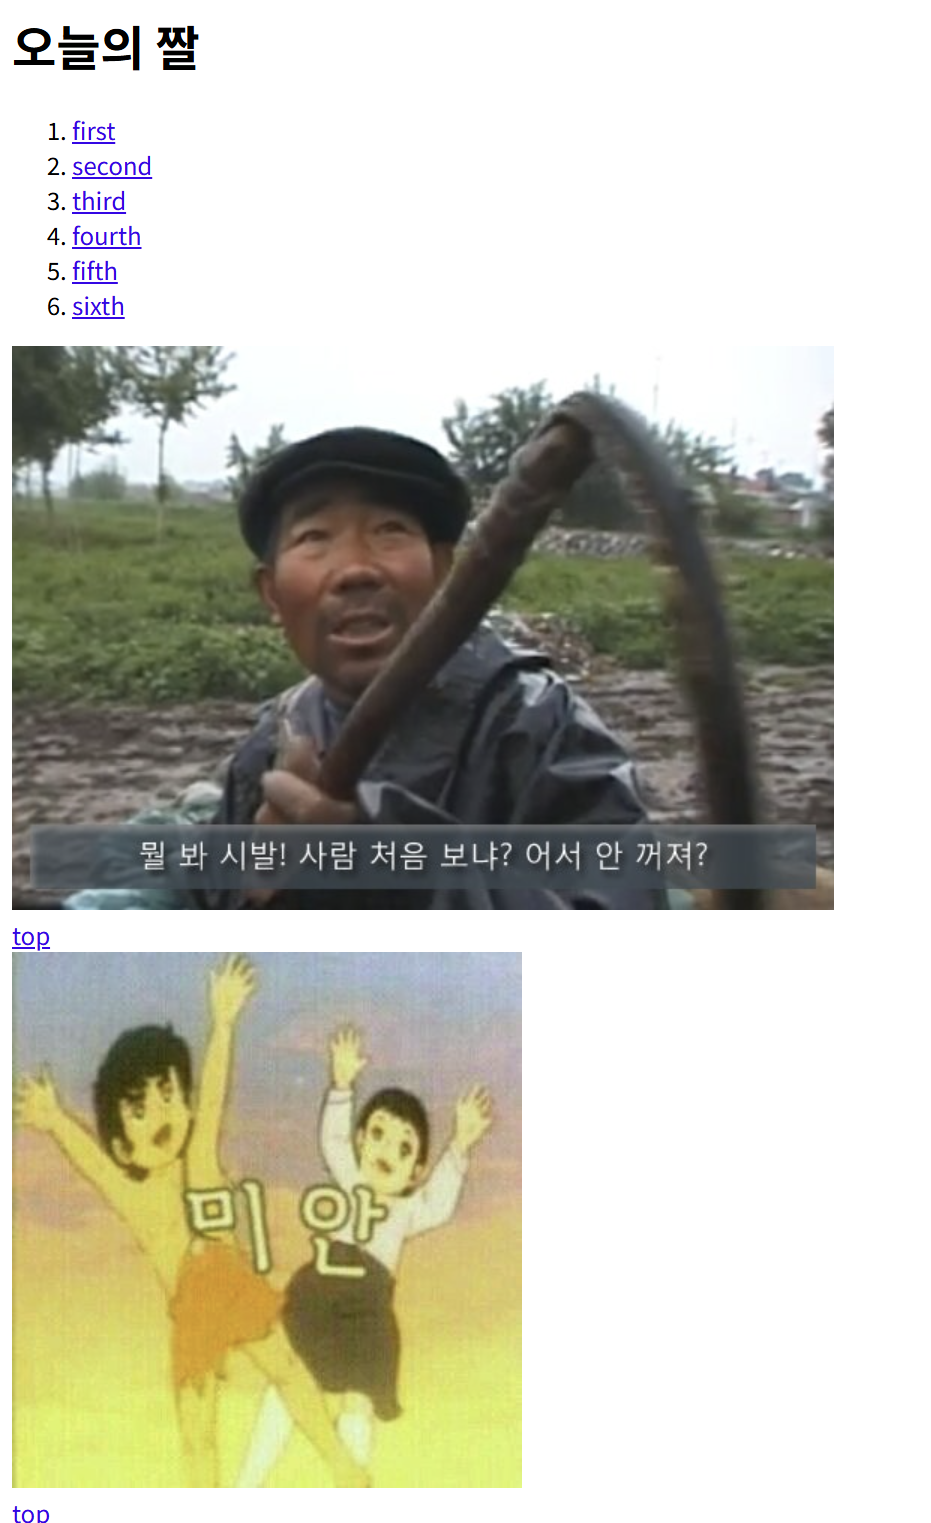 오늘의 짤
1. first
2. second
3. third
4. fourth
5. fifth
6. sixth
뭘 봐 시발! 사람 처음 보냐? 어서 안 꺼져?
top
미안
top